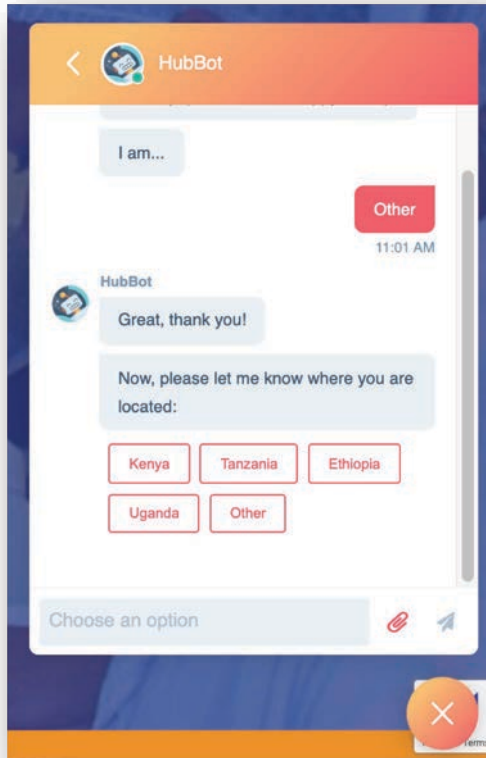 HubBot
I am...
Other
11:01 AM
HubBot
Great, thank you!
Now, please let me know where you are
located:
Kenya Tanzania Ethiopia
Uganda Other
Choose an option
Terms